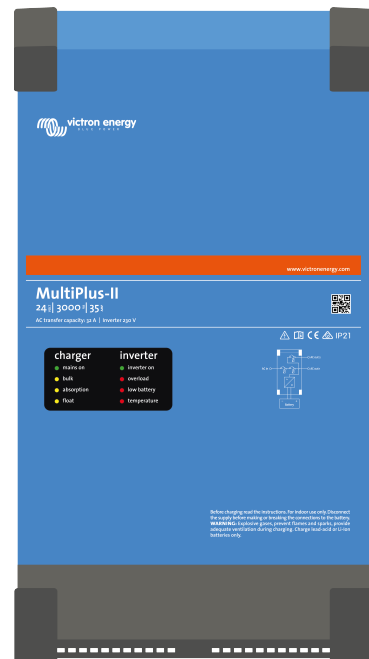 victron energy
BLUE POWER
www.victronenergy.com
MultiPlus-II
24 | 3000 | 35
AC transfer capacity: 32 A | Inverter 230 V
IP21
charger inverter
mains on inverter on
bulk overload
absorption low battery
float temperature
Battery
Before charging read the instructions. For indoor use only. Disconnect
the supply before making or breaking the connections to the battery.
WARNING: Explosive gases, prevent flames and sparks, provide
adequate ventilation during charging. Charge lead-acid or Li-Ion
batteries only.